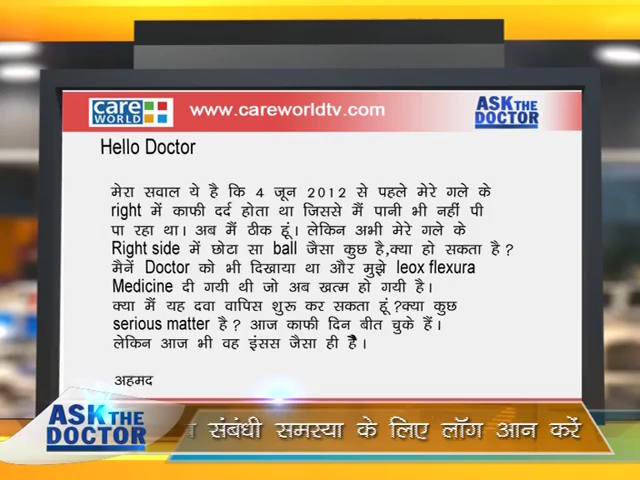 care WORLD
www.careworldtv.com
ASK THE DOCTOR
Hello Doctor
मेरा सवाल ये है कि 4 जून 2012 से पहले मेरे गले के
right में काफी दर्द होता था जिससे मैं पानी भी नहीं पी
पा रहा था। अब मैं ठीक हूं। लेकिन अभी मेरे गले के
Right side में छोटा सा ball जैसा कुछ है,क्या हो सकता है?
मैनें Doctor को भी दिखाया था और मुझे leox flexura
Medicine दी गयी थी जो अब खत्म हो गयी है।
क्या मैं यह दवा वापिस शुरू कर सकता हूं?क्या कुछ
serious matter है? आज काफी दिन बीत चुके हैं।
लेकिन आज भी वह इंसस जैसा ही है।
अहमद
ASK THE DOCTOR
संबंधी समस्या के लिए लॉग आन करें